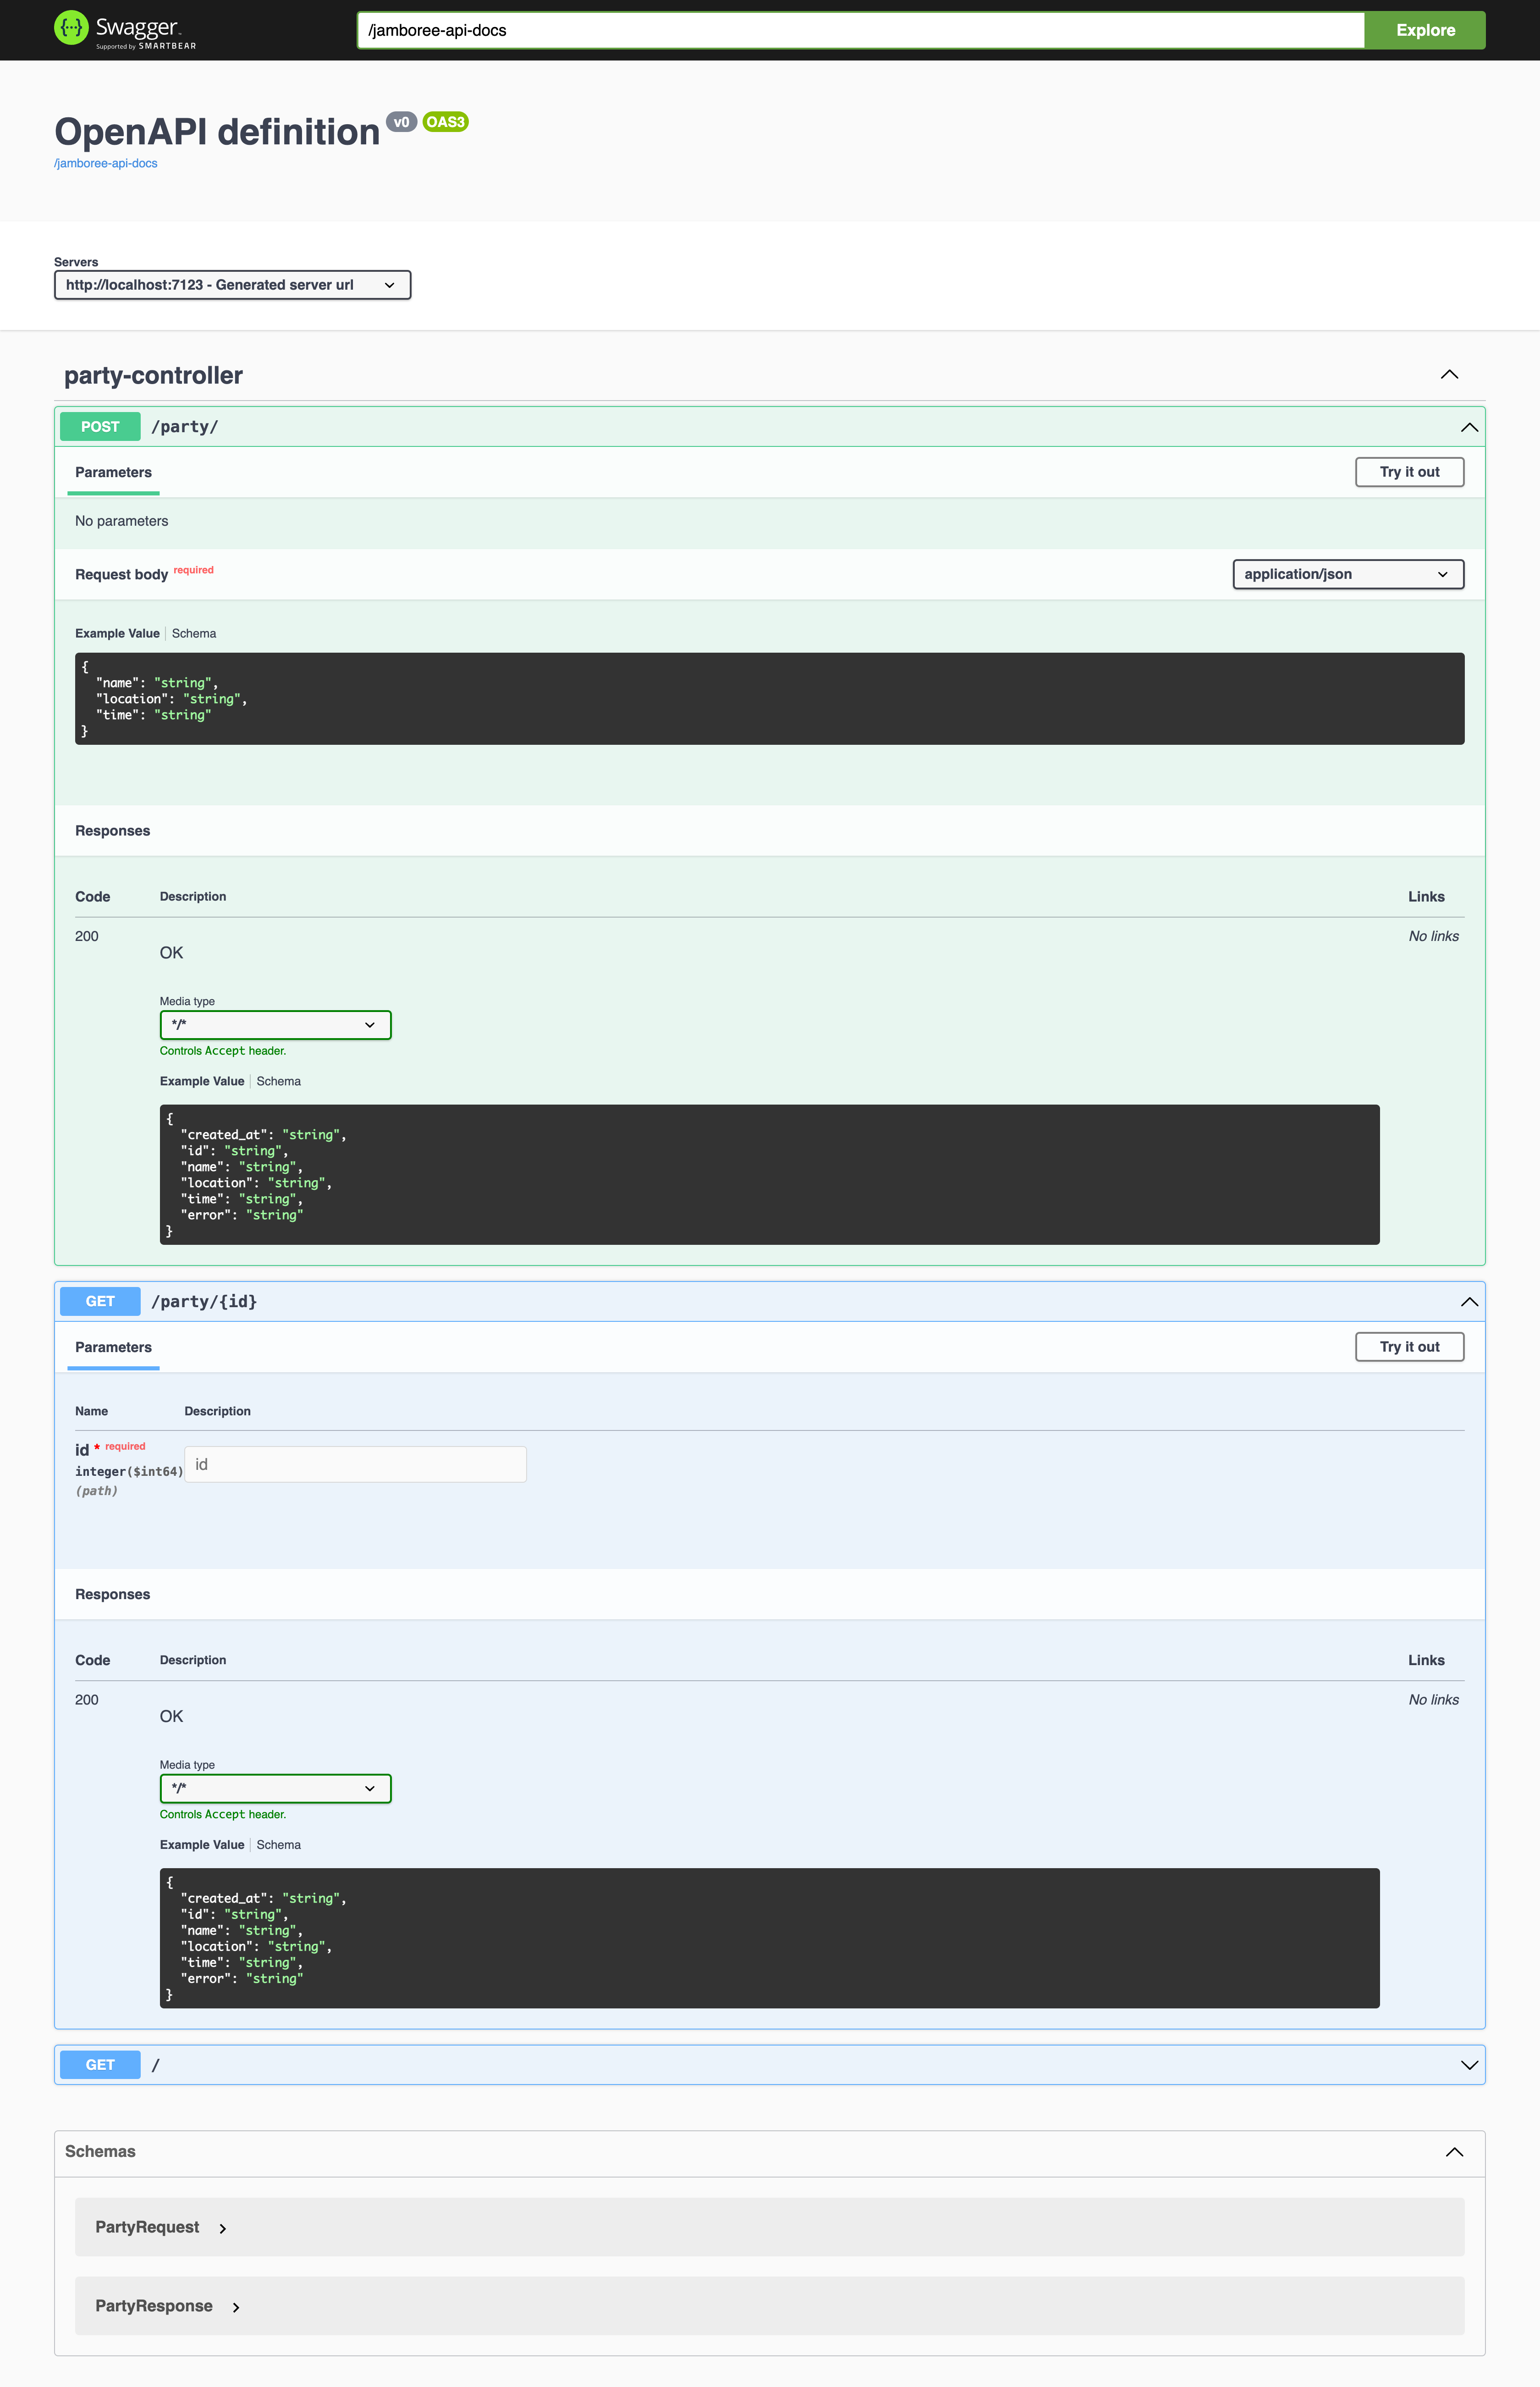 Swagger.
Supported by SMARTBEAR
/jamboree-api-docs
Explore
OpenAPI definition v0 OAS3
/jamboree-api-docs
Servers
http://localhost:7123 - Generated server url
party-controller
POST /party/
Parameters
Try it out
No parameters
Request body required
application/json
Example Value | Schema
{
"name": "string",
"location": "string",
"time": "string"
}
Responses
Code Description Links
200 No links
OK
Media type
*/*
Controls Accept header.
Example Value | Schema
{
"created_at": "string",
"id": "string",
"name": "string",
"location": "string",
"time": "string",
"error": "string"
}
GET /party/{id}
Parameters
Try it out
Name Description
id * required
integer($int64)
(path)
id
Responses
Code Description Links
200 No links
OK
Media type
*/*
Controls Accept header.
Example Value | Schema
{
"created_at": "string",
"id": "string",
"name": "string",
"location": "string",
"time": "string",
"error": "string"
}
GET /
Schemas
PartyRequest
PartyResponse